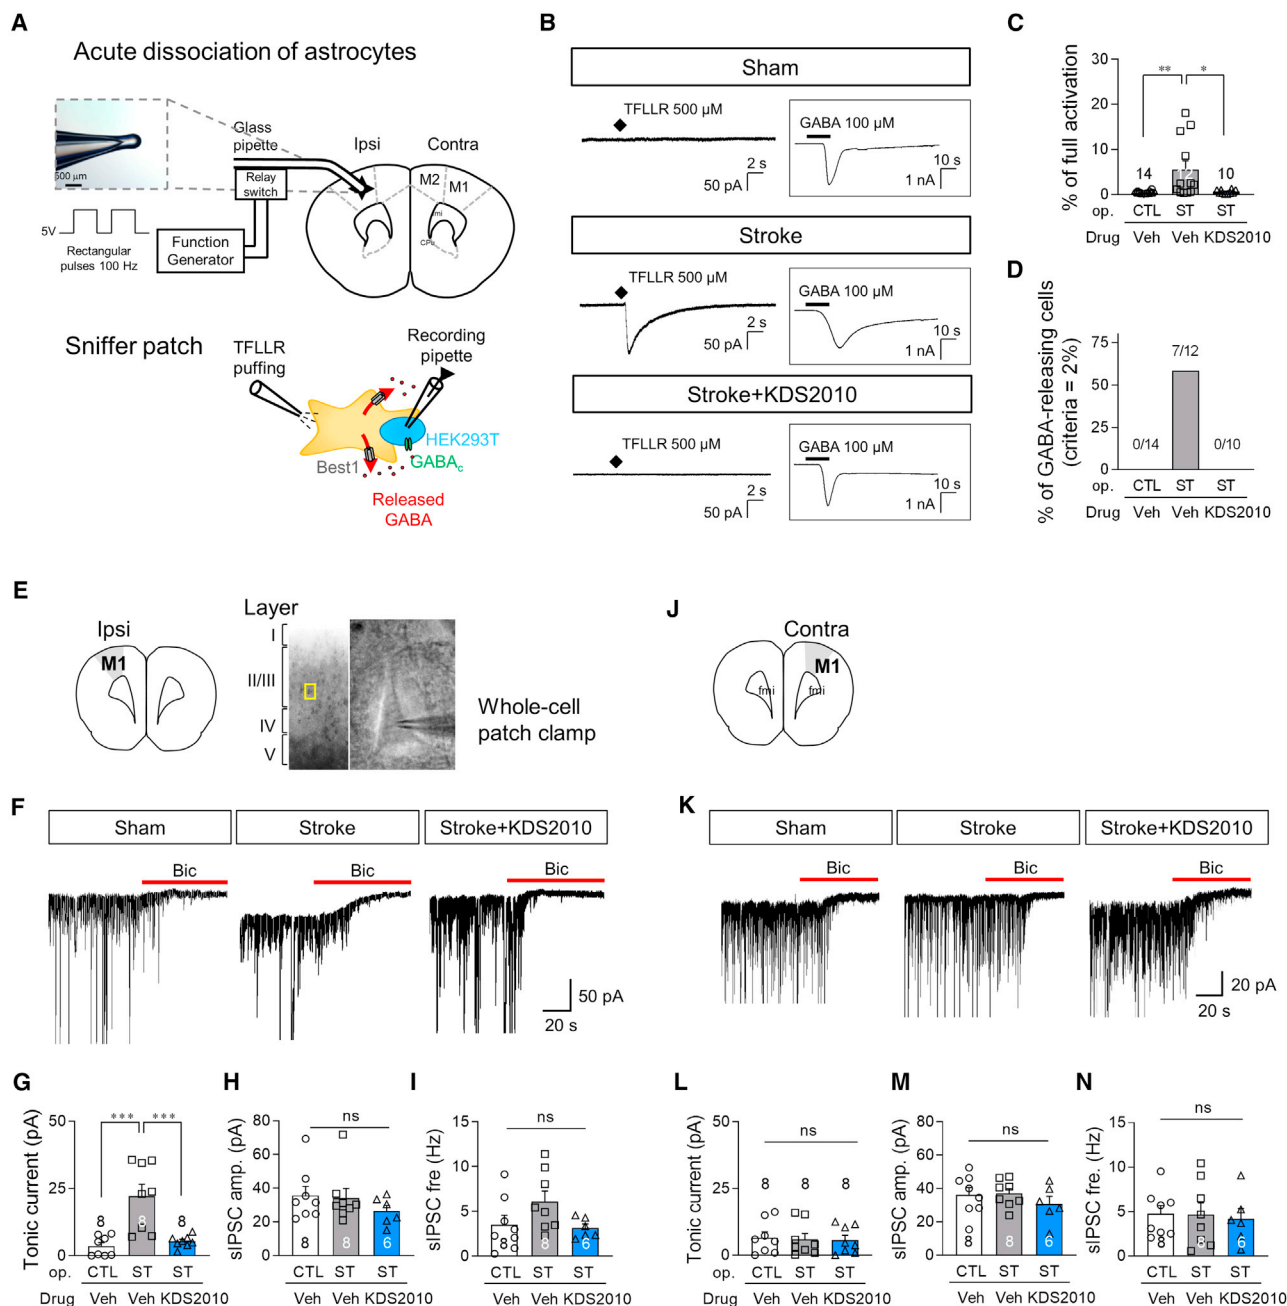 A
Acute dissociation of astrocytes
Glass
pipette
500 µm
Relay
switch
5V
Rectangular
pulses 100 Hz
Function
Generator
Ipsi
Contra
M2
M1
fmi
CPu
Sniffer patch
TFLLR
puffing
Recording
pipette
Best1
HEK293T
GABAc
Released
GABA
B
Sham
TFLLR 500 µM
2 s
50 pA
GABA 100 µM
10 s
1 nA
Stroke
TFLLR 500 µM
2 s
50 pA
GABA 100 µM
10 s
1 nA
Stroke+KDS2010
TFLLR 500 µM
2 s
50 pA
GABA 100 µM
10 s
1 nA
C
% of full activation
30
20
10
0
** *
14 12 10
op. CTL ST ST
Drug Veh Veh KDS2010
D
% of GABA-releasing cells
(criteria = 2%)
75
50
25
0
0/14 7/12 0/10
op. CTL ST ST
Drug Veh Veh KDS2010
E
Ipsi
M1
Layer
I
II/III
IV
V
Whole-cell
patch clamp
J
Contra
M1
fmi fmi
F
Sham Stroke Stroke+KDS2010
Bic Bic Bic
50 pA
20 s
K
Sham Stroke Stroke+KDS2010
Bic Bic Bic
20 pA
20 s
G
Tonic current (pA)
50
25
0
*** ***
8 8 8
op. CTL ST ST
Drug Veh Veh KDS2010
H
sIPSC amp. (pA)
80
60
40
20
0
ns
8 8 6
CTL ST ST
Veh Veh KDS2010
I
sIPSC fre (Hz)
15
10
5
0
ns
8 6
CTL ST ST
Veh Veh KDS2010
L
Tonic current (pA)
50
25
0
ns
8 8 8
op. CTL ST ST
Drug Veh Veh KDS2010
M
sIPSC amp. (pA)
80
60
40
20
0
ns
8 8 6
CTL ST ST
Veh Veh KDS2010
N
sIPSC fre. (Hz)
15
10
5
0
ns
8 6
CTL ST ST
Veh Veh KDS2010